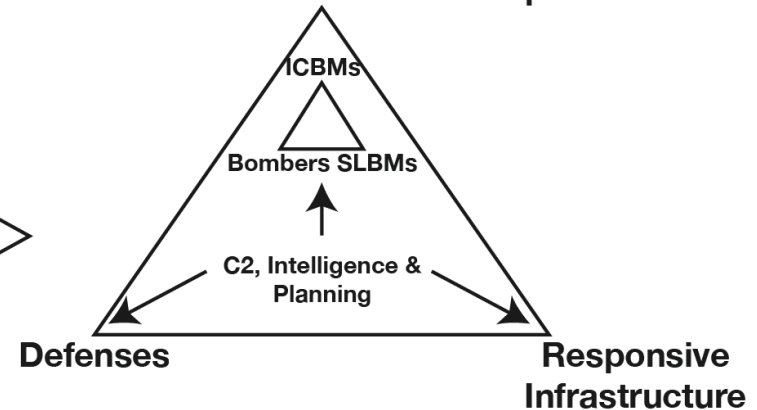 ICBMs
Bombers SLBMs
C2, Intelligence &
Planning
Defenses
Responsive
Infrastructure